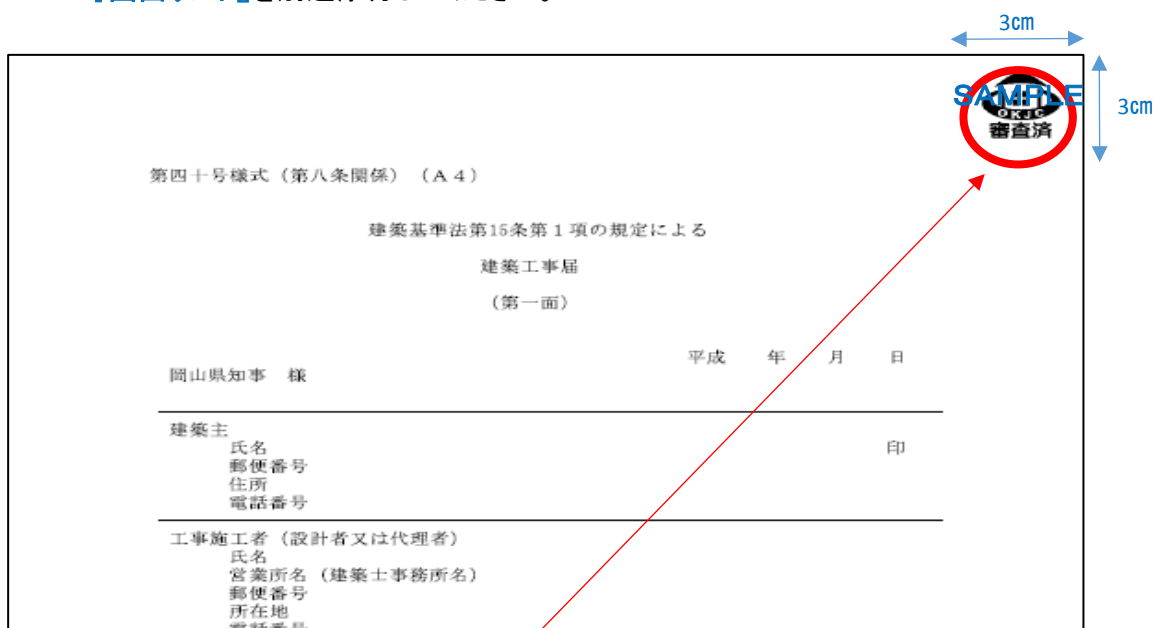 3cm
SAMPLE
OKJC
審査済
3cm
第四十号様式（第八条関係）（A４）
建築基準法第15条第１項の規定による
建築工事届
（第一面）
平成　年　月　日
岡山県知事　様
建築主
氏名　印
郵便番号
住所
電話番号
工事施工者（設計者又は代理者）
氏名
営業所名（建築士事務所名）
郵便番号
所在地
電話番号